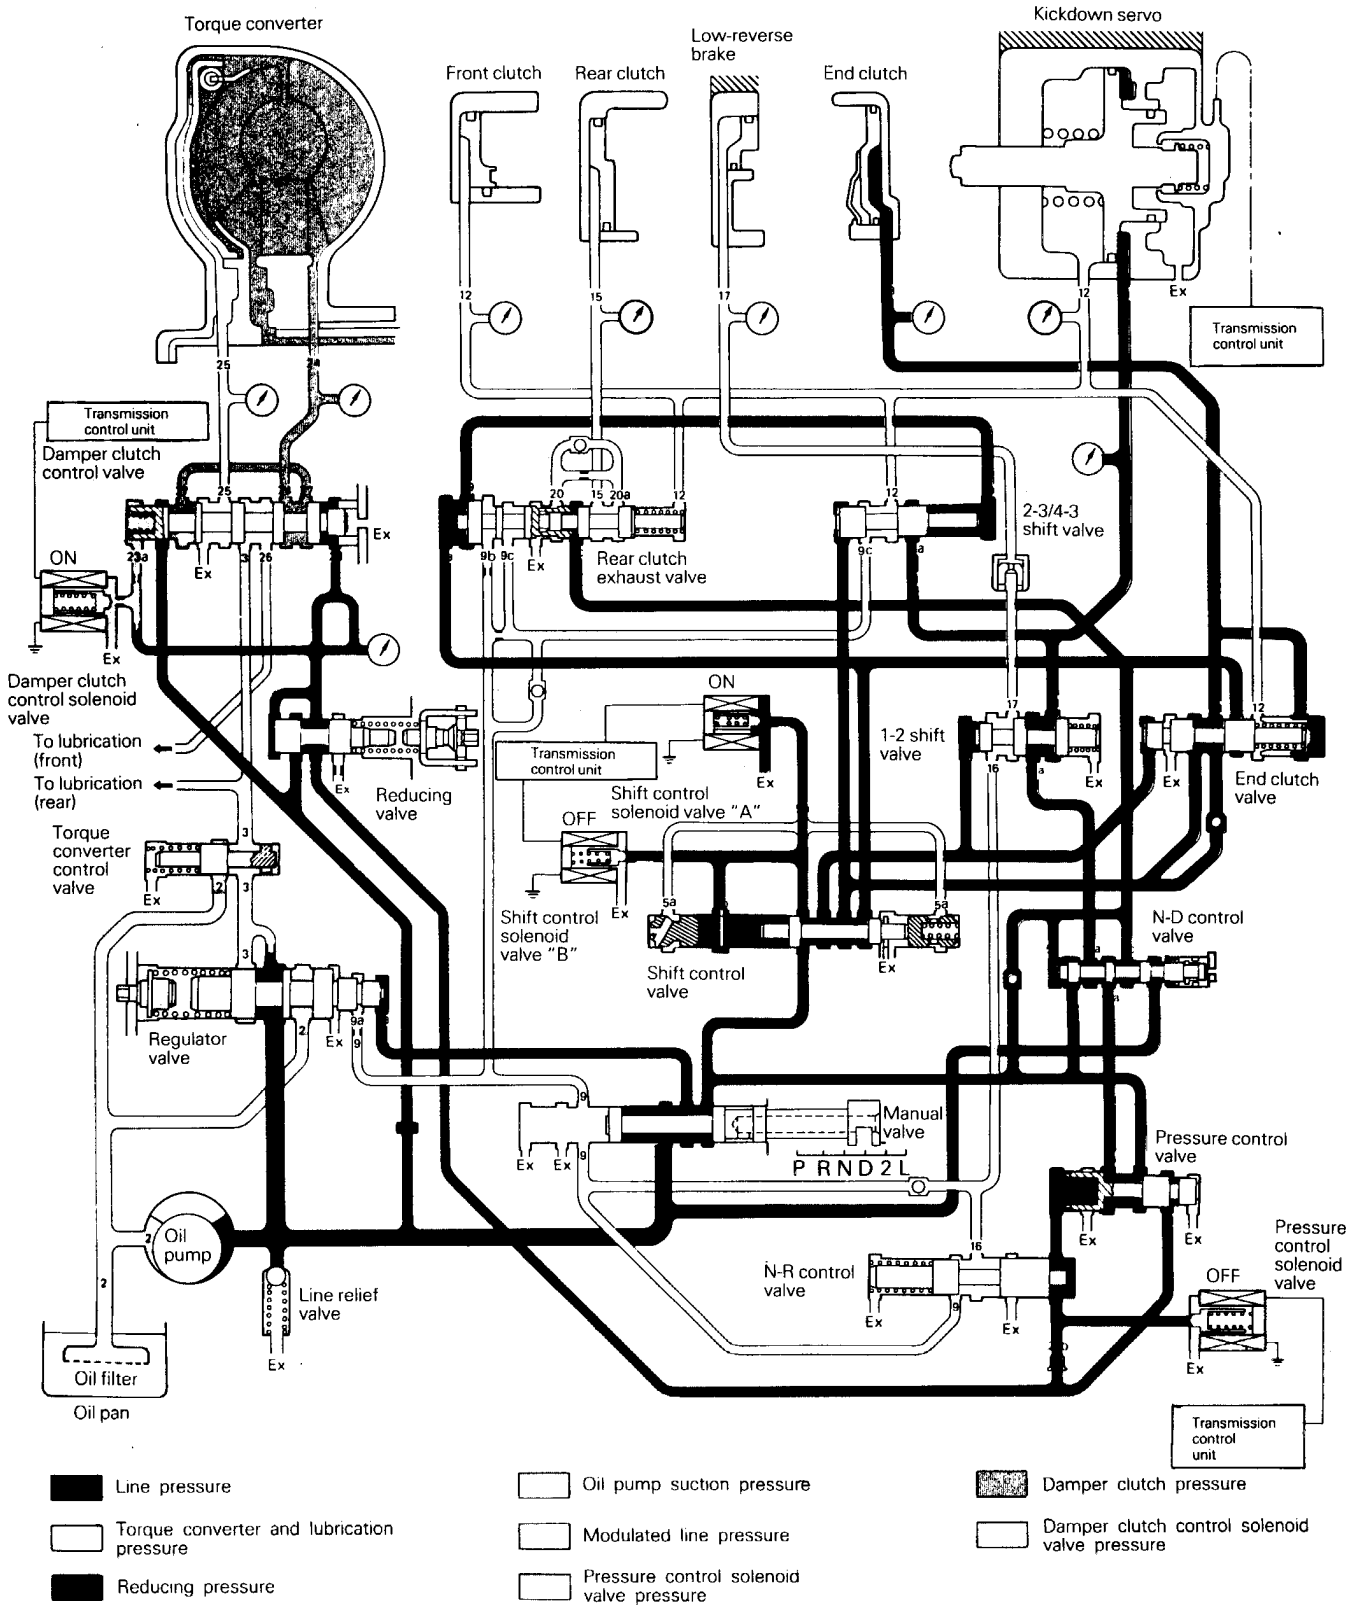 Torque converter
Kickdown servo
Low-reverse
brake
Front clutch
Rear clutch
End clutch
12
15
17
12
Ex
Transmission
control unit
25
Transmission
control unit
Damper clutch
control valve
25
20
15
20a
12
12
2-3/4-3
shift valve
Ex
23a
Ex
3
26
9b
9c
Ex
Rear clutch
exhaust valve
9c
a
ON
Ex
Damper clutch
control solenoid
valve
To lubrication
(front)
To lubrication
(rear)
ON
17
12
1-2 shift
valve
Transmission
control unit
Ex
Ex
Reducing
valve
Shift control
solenoid valve "A"
16
a
Ex
Ex
End clutch
valve
OFF
Torque
converter
control
valve
3
2
3
Ex
Ex
5a
5a
Shift control
solenoid
valve "B"
N-D control
valve
a
Shift control
valve
Ex
3
a
Regulator
valve
2
Ex
9a
9
9
Manual
valve
Ex
Ex
9
P R N D 2 L
Pressure control
valve
Oil
pump
2
2
16
Ex
Ex
Pressure
control
solenoid
valve
N-R control
valve
OFF
Line relief
valve
9
Ex
Ex
Ex
Ex
Oil filter
Oil pan
Transmission
control
unit
Line pressure
Oil pump suction pressure
Damper clutch pressure
Torque converter and lubrication
pressure
Modulated line pressure
Damper clutch control solenoid
valve pressure
Reducing pressure
Pressure control solenoid
valve pressure